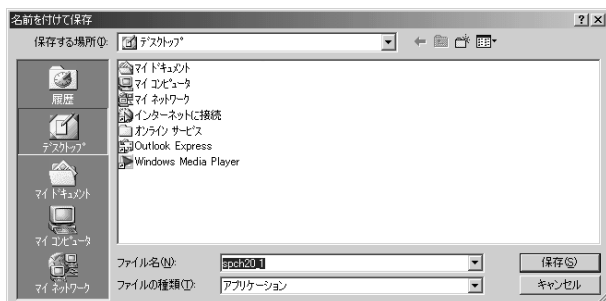 名前を付けて保存
保存する場所(I): デスクトップ
履歴
デスクトップ
マイ ドキュメント
マイ コンピュータ
マイ ネットワーク
マイ ドキュメント
マイ コンピュータ
マイ ネットワーク
インターネットに接続
オンライン サービス
Outlook Express
Windows Media Player
ファイル名(N): spch20_1 保存(S)
ファイルの種類(T): アプリケーション キャンセル